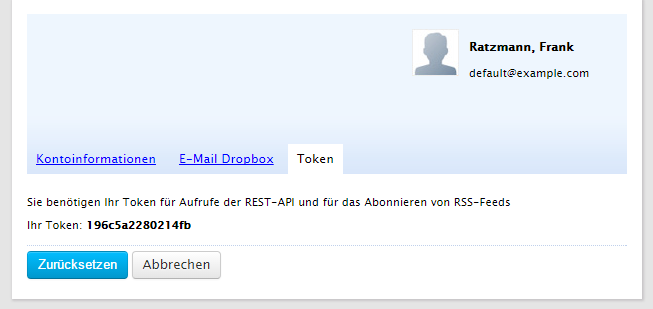 Ratzmann, Frank
default@example.com
Kontoinformationen E-Mail Dropbox Token
Sie benötigen Ihr Token für Aufrufe der REST-API und für das Abonnieren von RSS-Feeds
Ihr Token: 196c5a2280214fb
Zurücksetzen Abbrechen